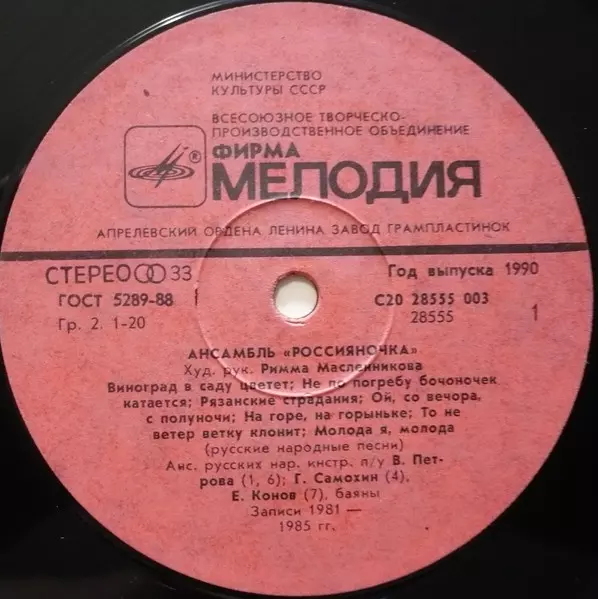 МИНИСТЕРСТВО
КУЛЬТУРЫ СССР
ВСЕСОЮЗНОЕ ТВОРЧЕСКО-
ПРОИЗВОДСТВЕННОЕ ОБЪЕДИНЕНИЕ
®
ФИРМА
МЕЛОДИЯ
АПРЕЛЕВСКИЙ ОРДЕНА ЛЕНИНА ЗАВОД ГРАМПЛАСТИНОК
СТЕРЕО 33
Год выпуска 1990
ГОСТ 5289-88
С20 28555 003
Гр. 2. 1-20
28555
1
АНСАМБЛЬ «РОССИЯНОЧКА»
Худ. рук. Римма Масленникова
Виноград в саду цветет; Не по погребу бочоночек
катается; Рязанские страдания; Ой, со вечора,
с полуночи; На горе, на горыньке; То не
ветер ветку клонит; Молода я, молода
(русские народные песни)
Анс. русских нар. инстр. п/у В. Пет-
рова (1, 6); Г. Самохин (4),
Е. Конов (7), баяны
Записи 1981 —
1985 гг.